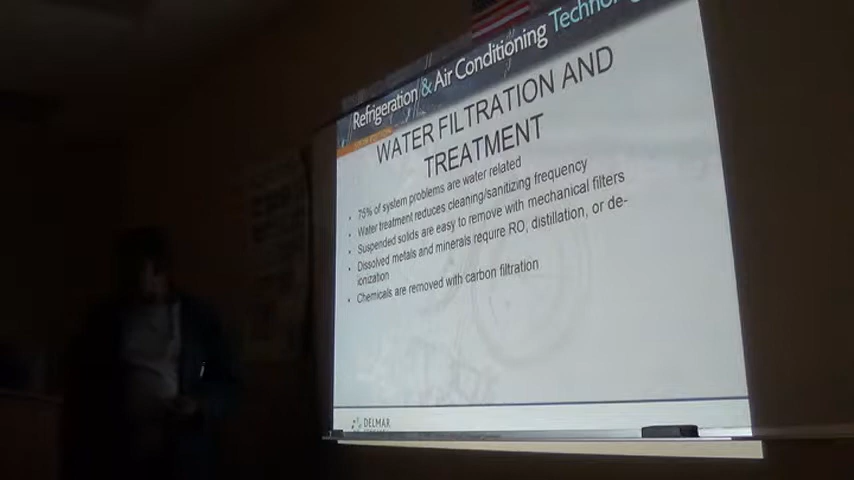 Refrigeration & Air Conditioning
WATER FILTRATION AND
TREATMENT
• 75% of system problems are water related
• Water treatment reduces cleaning/sanitizing frequency
• Suspended solids are easy to remove with mechanical filters
• Dissolved metals and minerals require RO, distillation, or de-
ionization
• Chemicals are removed with carbon filtration
DELMAR